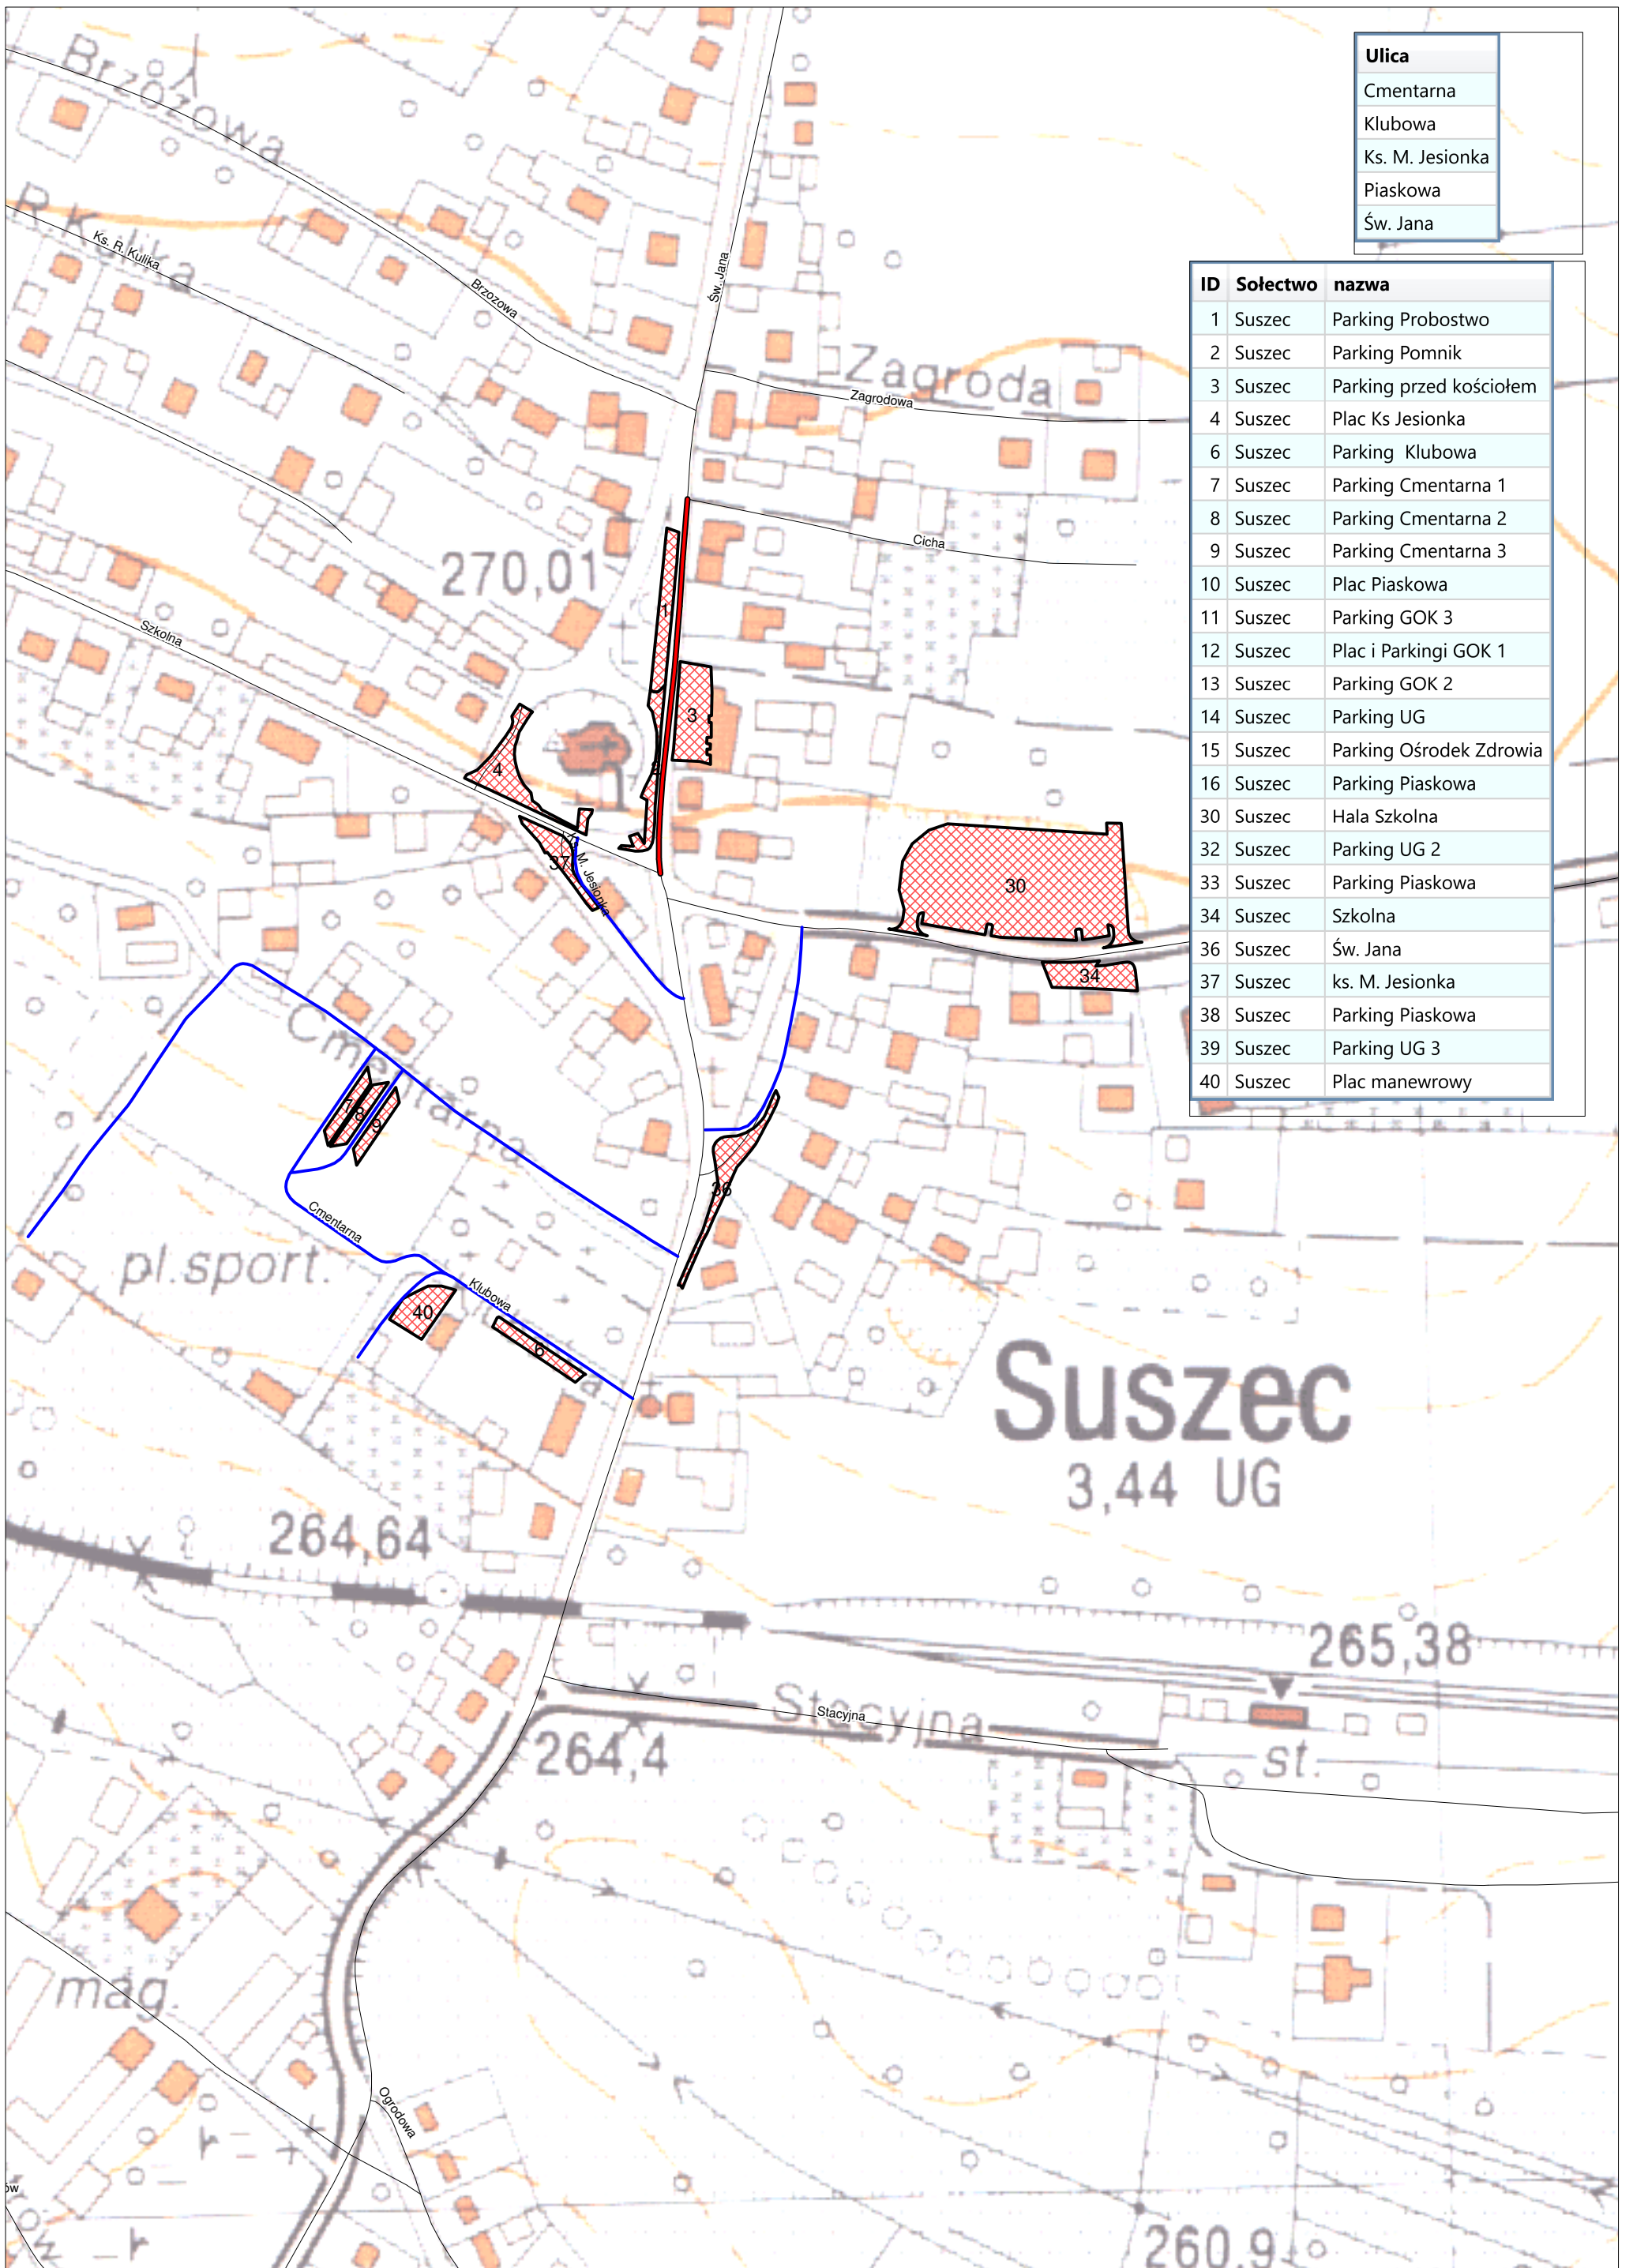 Ulica
Cmentarna
Klubowa
Ks. M. Jesionka
Piaskowa
Św. Jana
ID Sołectwo nazwa
1 Suszec Parking Probostwo
2 Suszec Parking Pomnik
3 Suszec Parking przed kościołem
4 Suszec Plac Ks Jesionka
6 Suszec Parking Klubowa
7 Suszec Parking Cmentarna 1
8 Suszec Parking Cmentarna 2
9 Suszec Parking Cmentarna 3
10 Suszec Plac Piaskowa
11 Suszec Parking GOK 3
12 Suszec Plac i Parkingi GOK 1
13 Suszec Parking GOK 2
14 Suszec Parking UG
15 Suszec Parking Ośrodek Zdrowia
16 Suszec Parking Piaskowa
30 Suszec Hala Szkolna
32 Suszec Parking UG 2
33 Suszec Parking Piaskowa
34 Suszec Szkolna
36 Suszec Św. Jana
37 Suszec ks. M. Jesionka
38 Suszec Parking Piaskowa
39 Suszec Parking UG 3
40 Suszec Plac manewrowy
Brzozowa
R. Kulika
Ks. R. Kulika
Brzozowa
Św. Jana
Zagroda
Zagrodowa
Cicha
270,01
Szkolna
1
3
2
4
37
M. Jesionka
30
34
Cmentarna
7
8
9
36
Cmentarna
pl.sport.
Klubowa
40
6
Suszec
3,44 UG
264,64
265,38
Stacyjna
Stacyjna
264,4
st.
mag.
Ogrodowa
ów
260,9